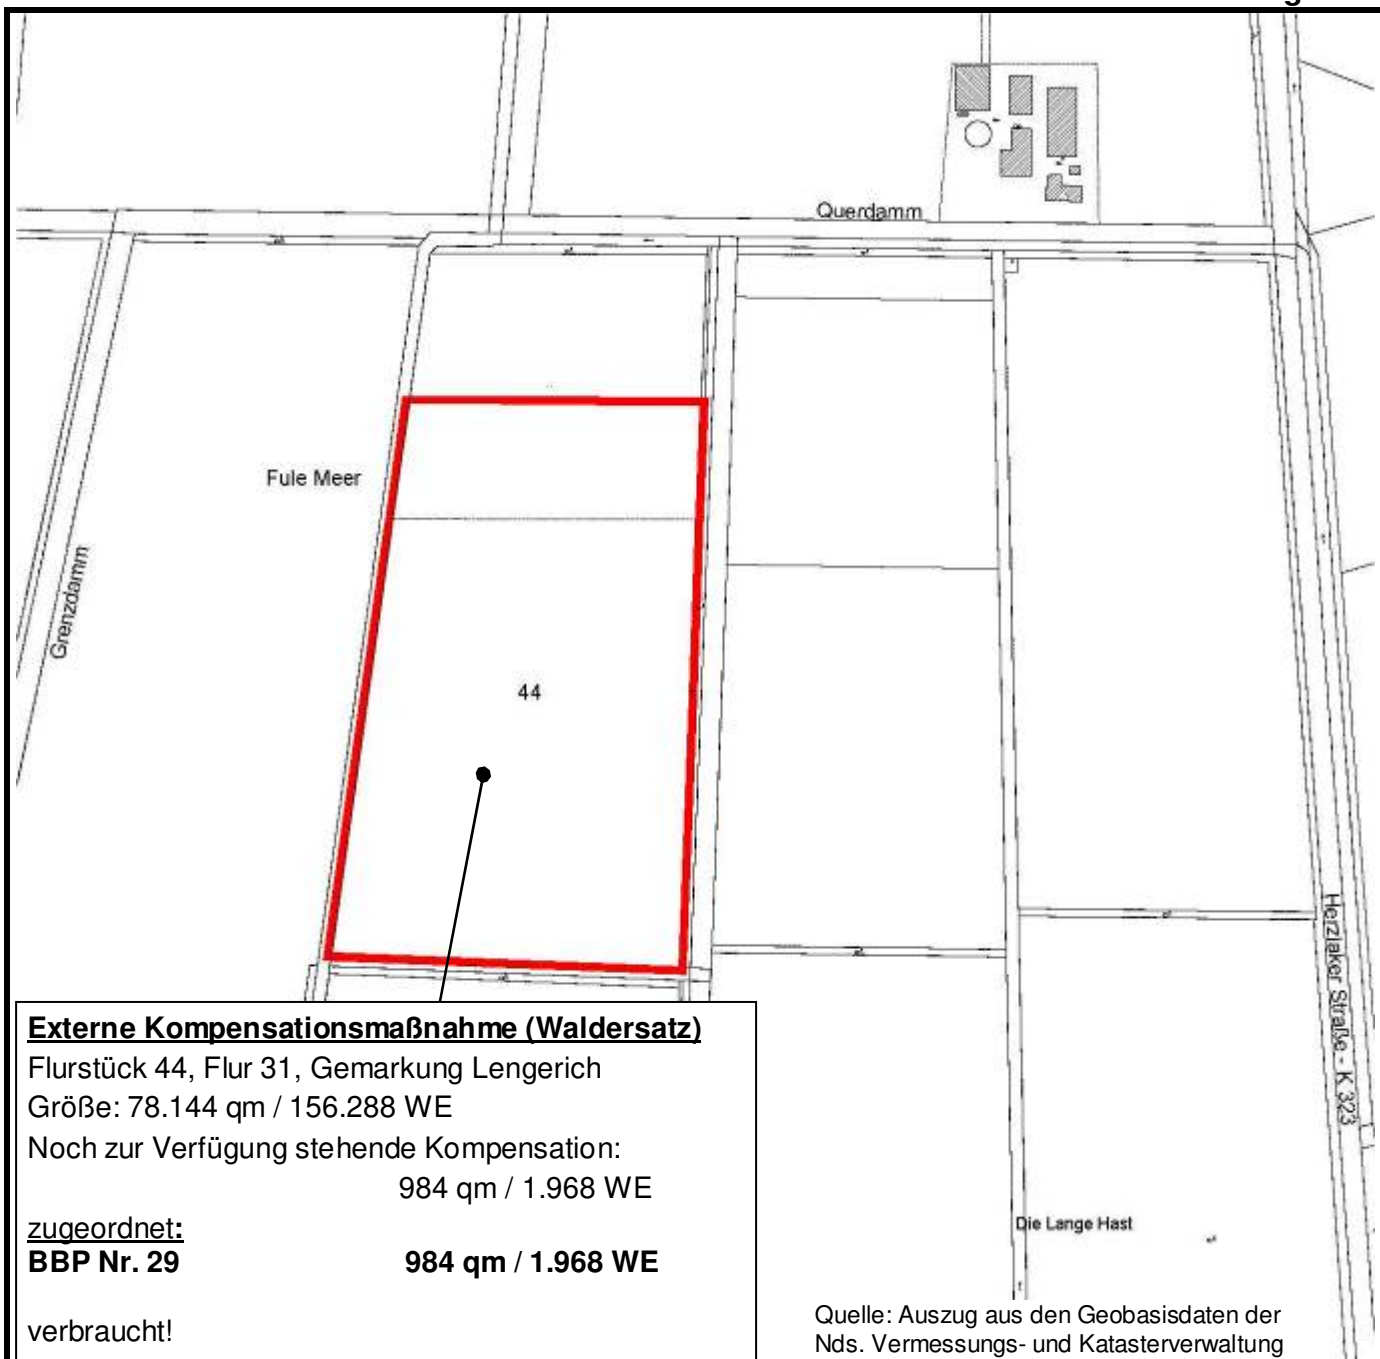 Querdamm
Fule Meer
Grenzdamm
44
Herzlaker Straße - K 323
Die Lange Hast
Externe Kompensationsmaßnahme (Waldersatz)
Flurstück 44, Flur 31, Gemarkung Lengerich
Größe: 78.144 qm / 156.288 WE
Noch zur Verfügung stehende Kompensation:
984 qm / 1.968 WE
zugeordnet:
BBP Nr. 29 984 qm / 1.968 WE
verbraucht!
Quelle: Auszug aus den Geobasisdaten der
Nds. Vermessungs- und Katasterverwaltung